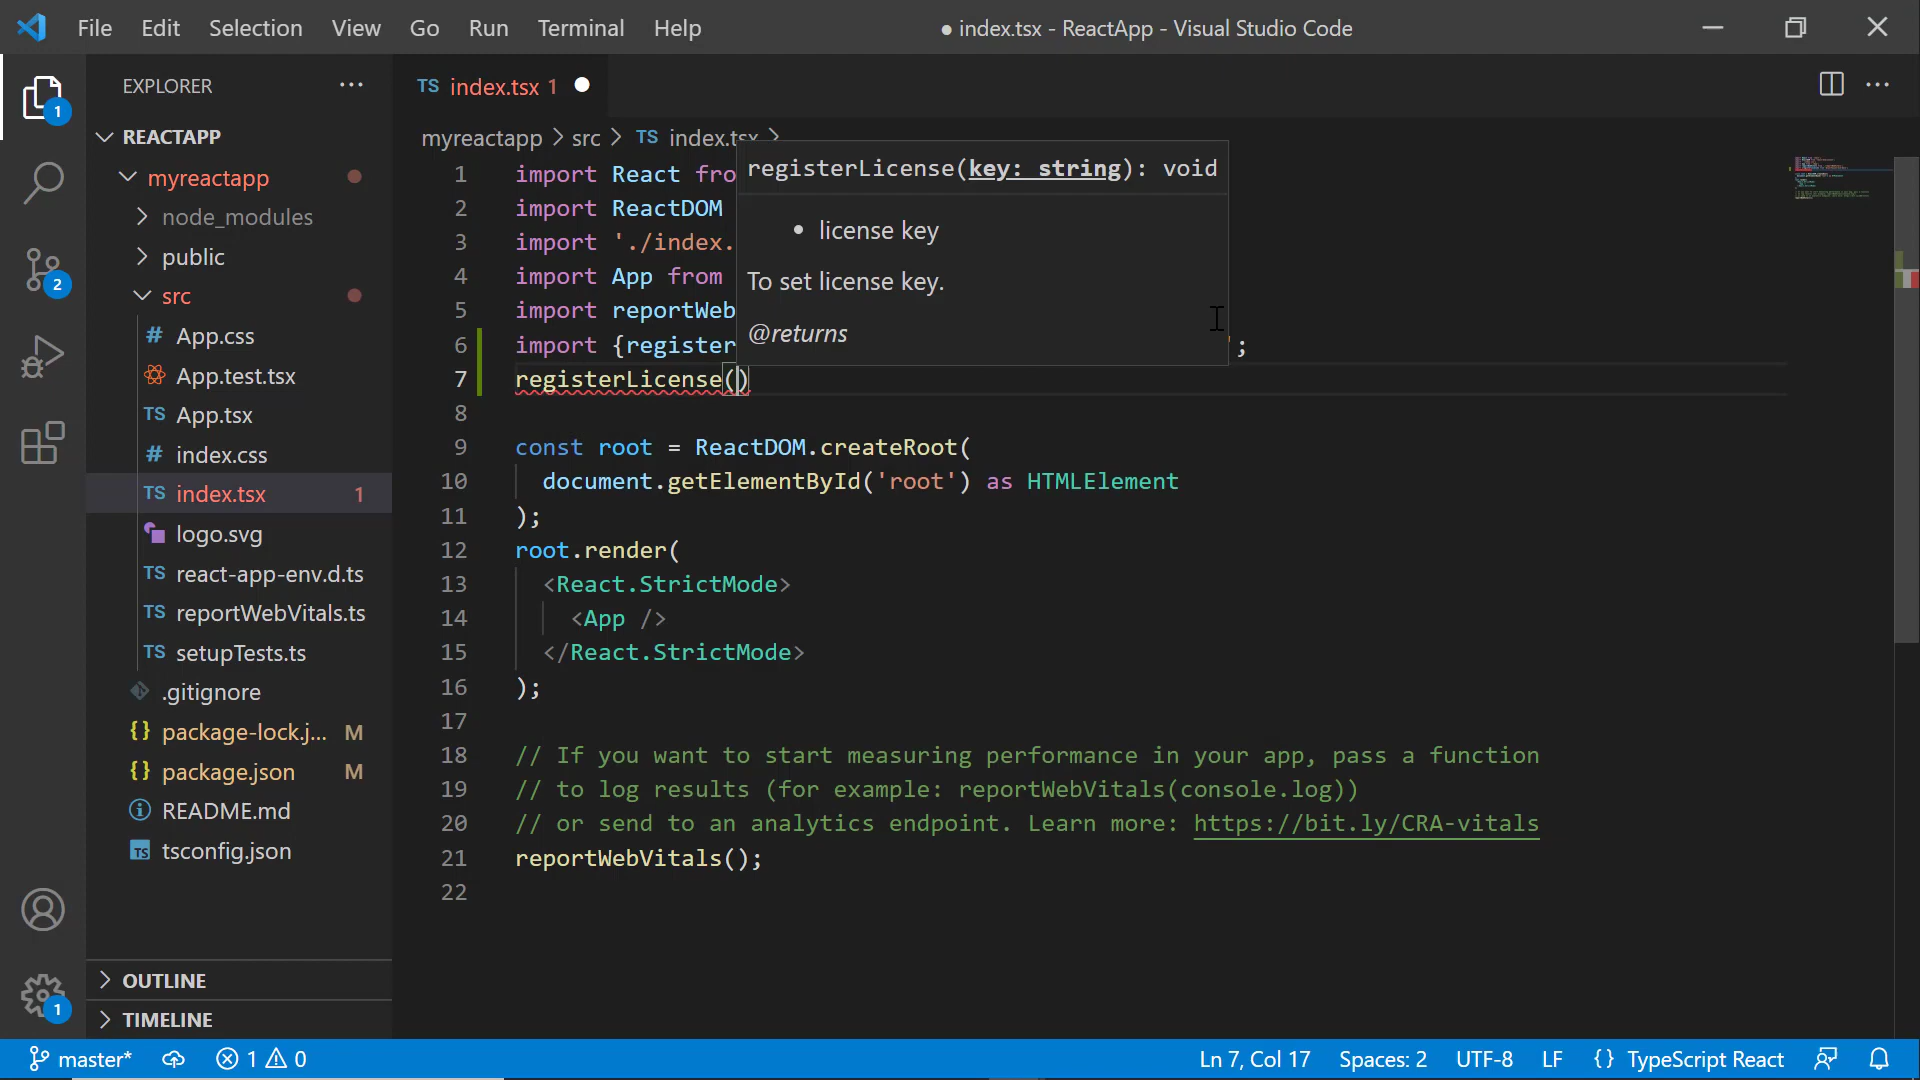 File Edit Selection View Go Run Terminal Help
● index.tsx - ReactApp - Visual Studio Code
EXPLORER
REACTAPP
myreactapp
node_modules
public
src
# App.css
App.test.tsx
TS App.tsx
# index.css
TS index.tsx 1
logo.svg
TS react-app-env.d.ts
TS reportWebVitals.ts
TS setupTests.ts
.gitignore
{} package-lock.j... M
{} package.json M
README.md
TS tsconfig.json
OUTLINE
TIMELINE
1
2
1
TS index.tsx 1
myreactapp > src > TS index.tsx >
registerLicense(key: string): void
• license key
To set license key.
@returns
1 import React fro
2 import ReactDOM
3 import './index.
4 import App from
5 import reportWeb
6 import {register ';
7 registerLicense()
8
9 const root = ReactDOM.createRoot(
10 document.getElementById('root') as HTMLElement
11 );
12 root.render(
13 <React.StrictMode>
14 <App />
15 </React.StrictMode>
16 );
17
18 // If you want to start measuring performance in your app, pass a function
19 // to log results (for example: reportWebVitals(console.log))
20 // or send to an analytics endpoint. Learn more: https://bit.ly/CRA-vitals
21 reportWebVitals();
22
master* 1 0 Ln 7, Col 17 Spaces: 2 UTF-8 LF {} TypeScript React